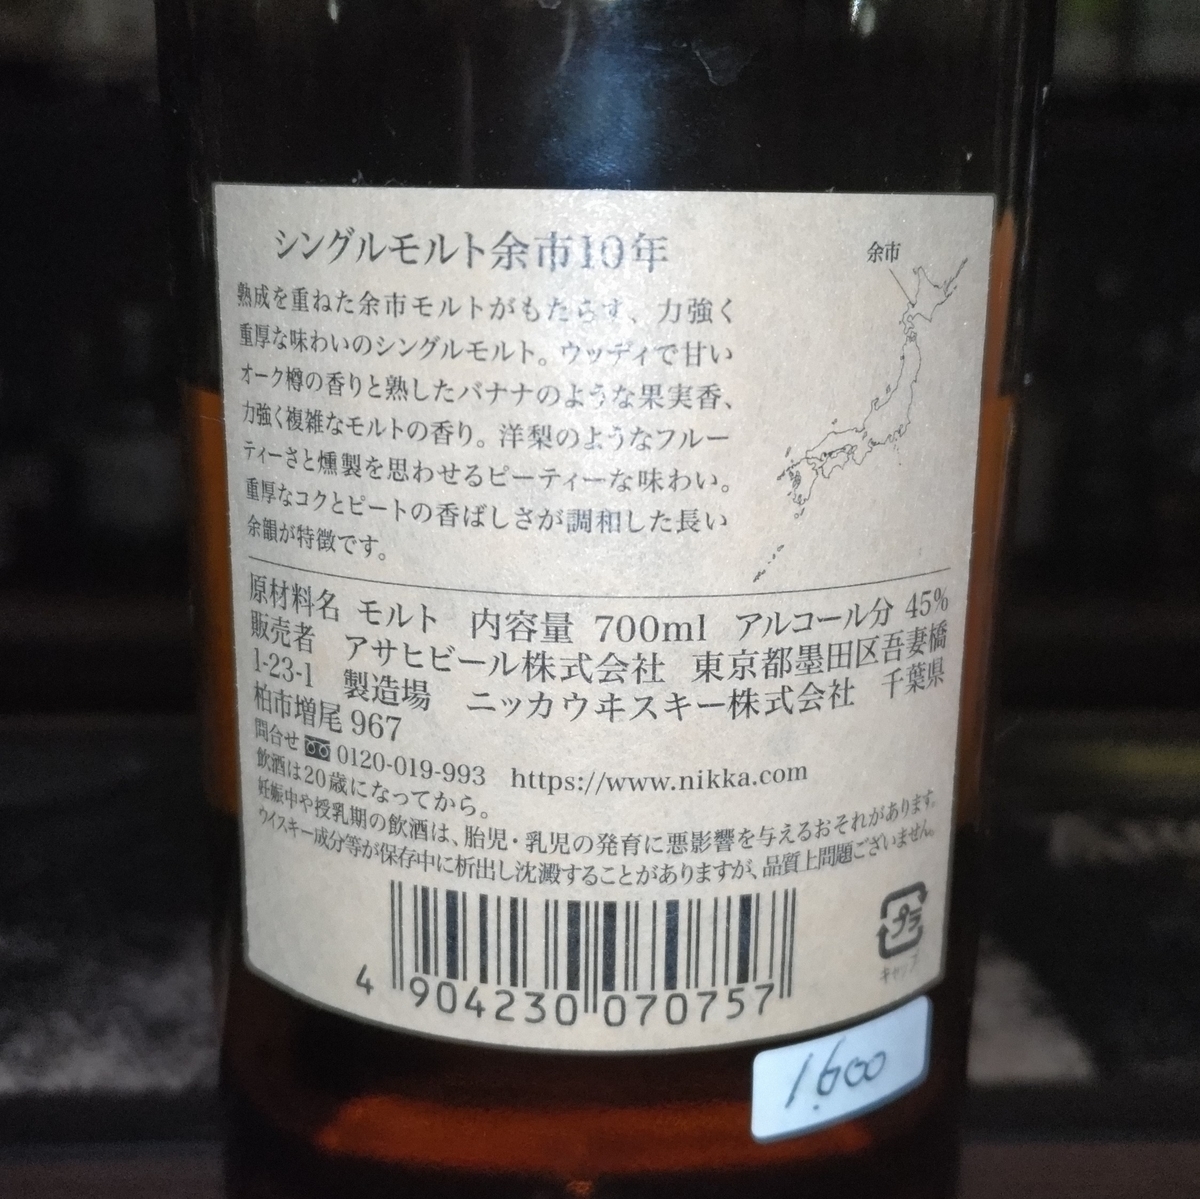 シングルモルト余市10年
余市
熟成を重ねた余市モルトがもたらす、力強く
重厚な味わいのシングルモルト。ウッディで甘い
オーク樽の香りと熟したバナナのような果実香、
力強く複雑なモルトの香り。洋梨のようなフルー
ティーさと燻製を思わせるピーティーな味わい。
重厚なコクとピートの香ばしさが調和した長い
余韻が特徴です。
原材料名 モルト 内容量 700ml アルコール分 45%
販売者 アサヒビール株式会社 東京都墨田区吾妻橋
1-23-1 製造場 ニッカウヰスキー株式会社 千葉県
柏市増尾967
問合せ 0120-019-993 https://www.nikka.com
飲酒は20歳になってから。
妊娠中や授乳期の飲酒は、胎児・乳児の発育に悪影響を与えるおそれがあります。
ウイスキー成分等が保存中に析出し沈澱することがありますが、品質上問題ございません。
プラ
キャップ
4 904230 070757
1,600